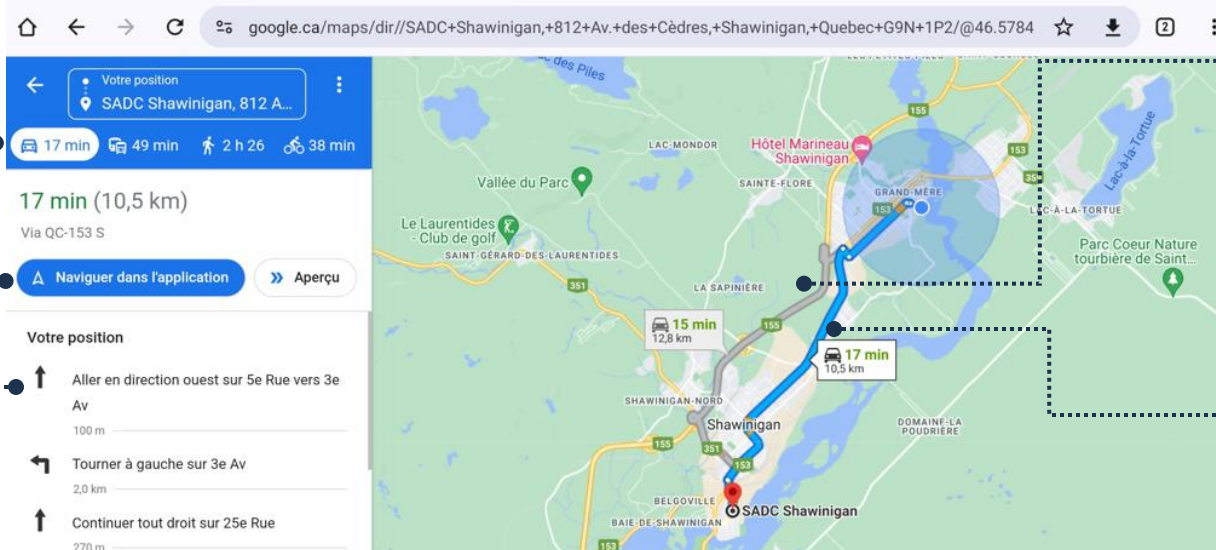 google.ca/maps/dir//SADC+Shawinigan,+812+Av.+des+Cèdres,+Shawinigan,+Quebec+G9N+1P2/@46.5784
2
Votre position
SADC Shawinigan, 812 A...
17 min
49 min
2 h 26
38 min
17 min (10,5 km)
Via QC-153 S
Naviguer dans l'application
Aperçu
Votre position
Aller en direction ouest sur 5e Rue vers 3e
Av
100 m
Tourner à gauche sur 3e Av
2,0 km
Continuer tout droit sur 25e Rue
270 m
des Piles
155
LAC-MONDOR
Hôtel Marineau
Shawinigan
153
Lac-à-la-Tortue
Vallée du Parc
SAINTE-FLORE
GRAND-MÈRE
153
LAC-À-LA-TORTUE
Le Laurentides
- Club de golf
SAINT-GÉRARD-DES-LAURENTIDES
Parc Coeur Nature
tourbière de Saint...
351
LA SAPINIÈRE
15 min
12,8 km
155
17 min
10,5 km
SHAWINIGAN-NORD
Shawinigan
DOMAINE-LA
POUDRIÈRE
155
351
153
BELGOVILLE
SADC Shawinigan
BAIE-DE-SHAWINIGAN
153